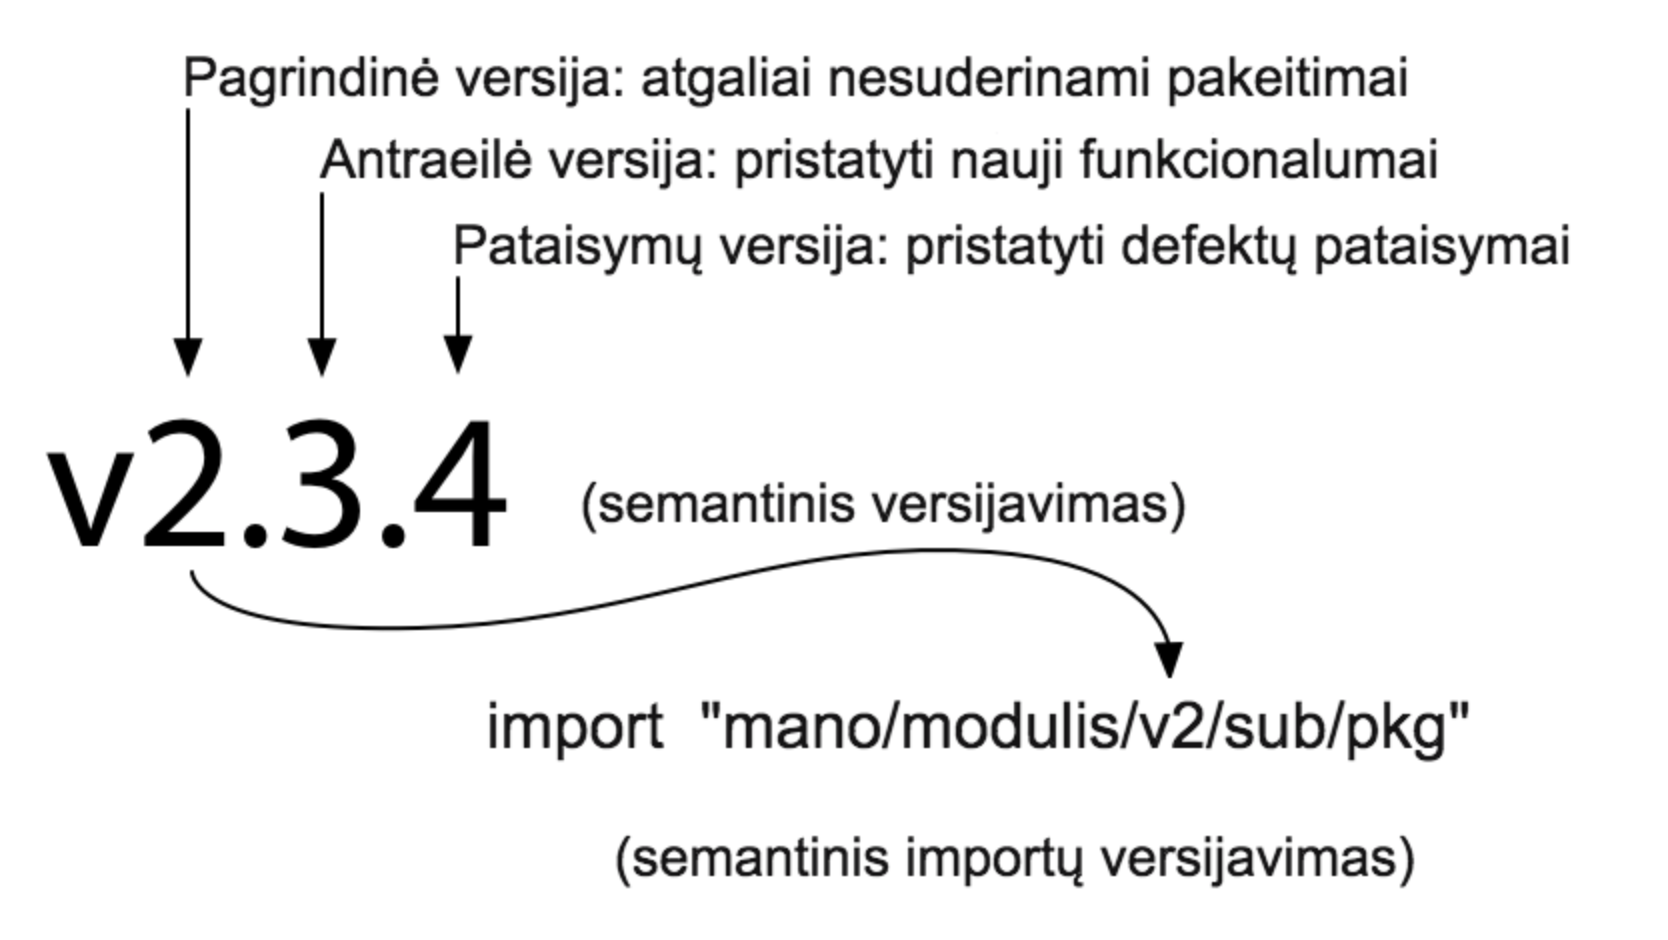 Pagrindinė versija: atgaliai nesuderinami pakeitimai
Antraeilė versija: pristatyti nauji funkcionalumai
Pataisymų versija: pristatyti defektų pataisymai
v2.3.4 (semantinis versijavimas)
import "mano/modulis/v2/sub/pkg"
(semantinis importų versijavimas)